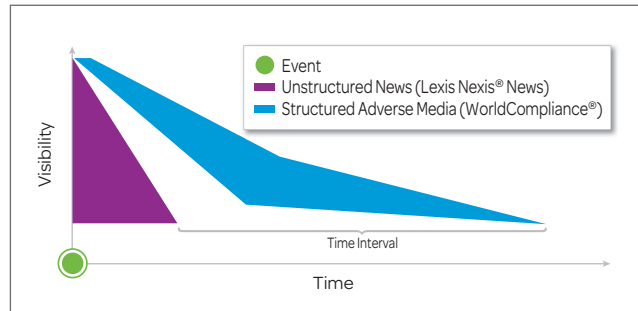 Event
Unstructured News (Lexis Nexis® News)
Structured Adverse Media (WorldCompliance®)
Visibility
Time Interval
Time